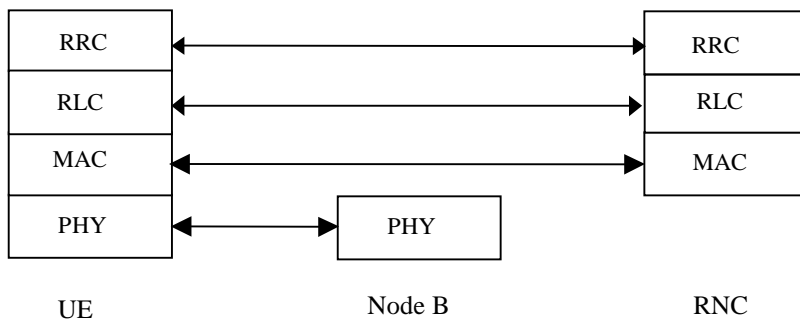 RRC RRC
RLC RLC
MAC MAC
PHY PHY
UE Node B RNC